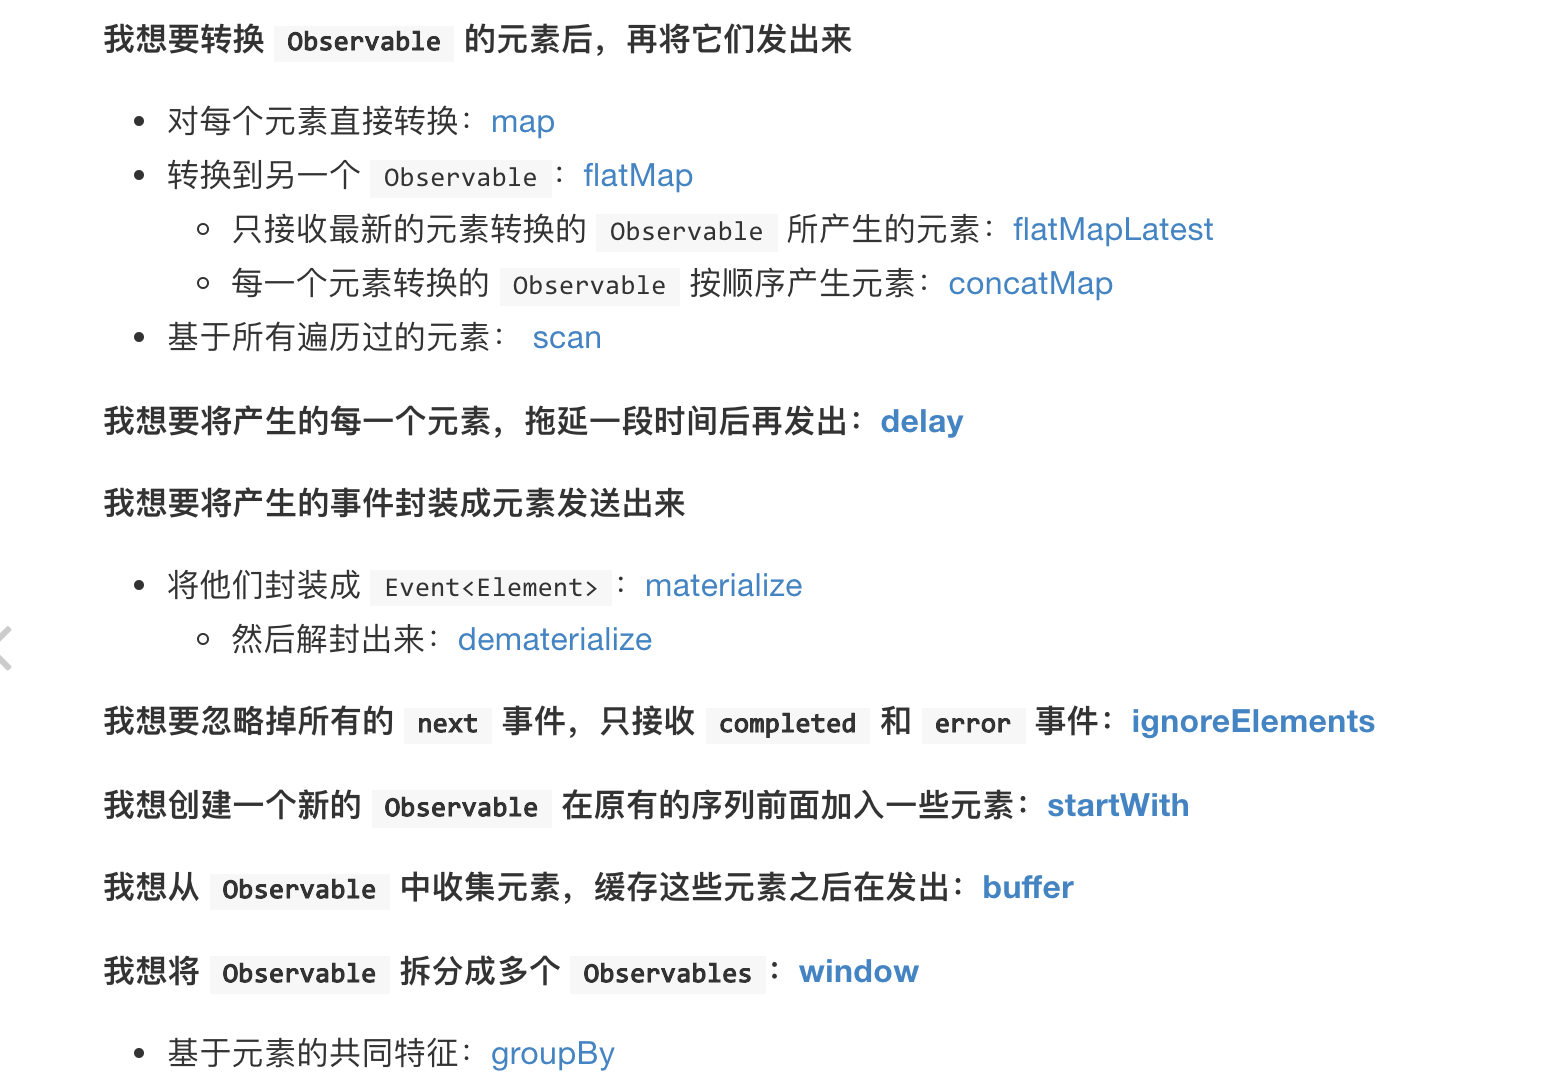 我想要转换 Observable 的元素后，再将它们发出来
对每个元素直接转换：map
转换到另一个 Observable：flatMap
只接收最新的元素转换的 Observable 所产生的元素：flatMapLatest
每一个元素转换的 Observable 按顺序产生元素：concatMap
基于所有遍历过的元素： scan
我想要将产生的每一个元素，拖延一段时间后再发出：delay
我想要将产生的事件封装成元素发送出来
将他们封装成 Event<Element>：materialize
然后解封出来：dematerialize
我想要忽略掉所有的 next 事件，只接收 completed 和 error 事件：ignoreElements
我想创建一个新的 Observable 在原有的序列前面加入一些元素：startWith
我想从 Observable 中收集元素，缓存这些元素之后在发出：buffer
我想将 Observable 拆分成多个 Observables：window
基于元素的共同特征：groupBy